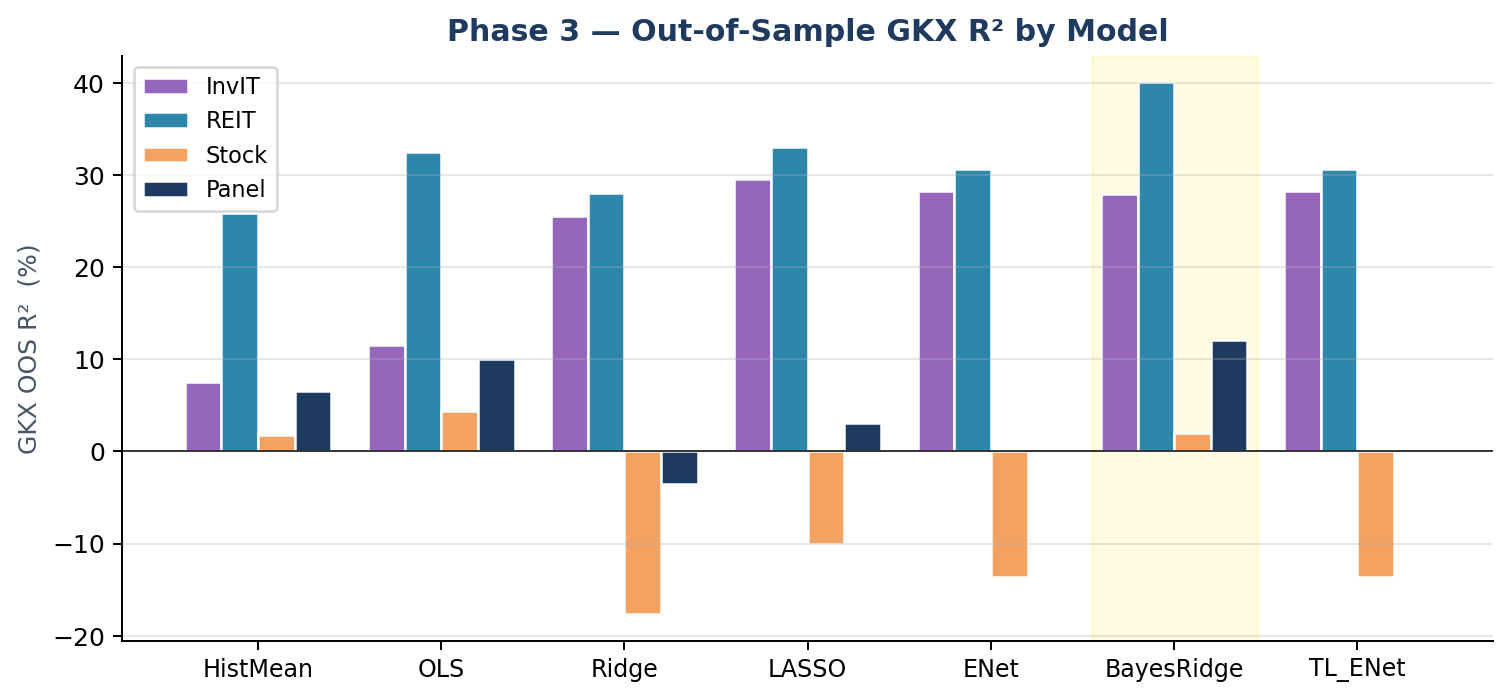 Phase 3 — Out-of-Sample GKX R² by Model
GKX OOS R² (%)
40
30
20
10
0
−10
−20
InvIT
REIT
Stock
Panel
HistMean
OLS
Ridge
LASSO
ENet
BayesRidge
TL_ENet